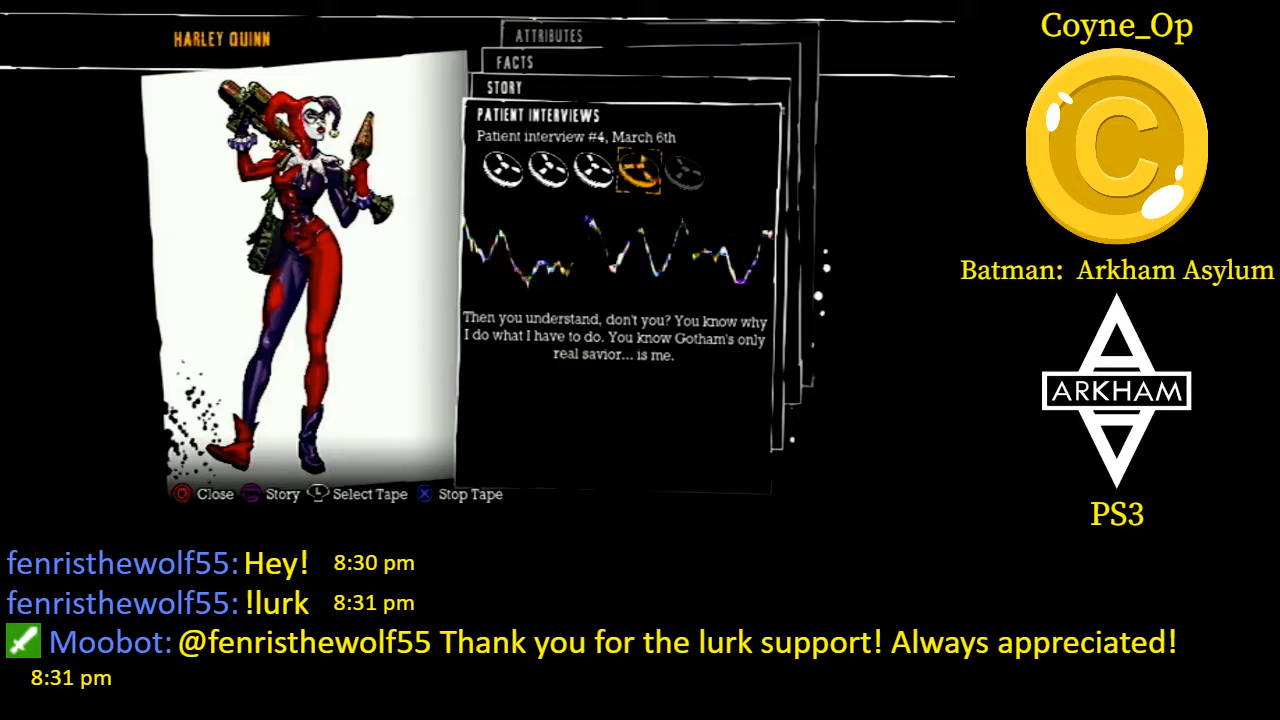 HARLEY QUINN
ATTRIBUTES
FACTS
STORY
PATIENT INTERVIEWS
Patient interview #4, March 6th
Then you understand, don't you? You know why
I do what I have to do. You know Gotham's only
real savior... is me.
Close Story L Select Tape X Stop Tape
Coyne_Op
C
Batman: Arkham Asylum
ARKHAM
PS3
fenristhewolf55: Hey! 8:30 pm
fenristhewolf55: !lurk 8:31 pm
Moobot: @fenristhewolf55 Thank you for the lurk support! Always appreciated!
8:31 pm